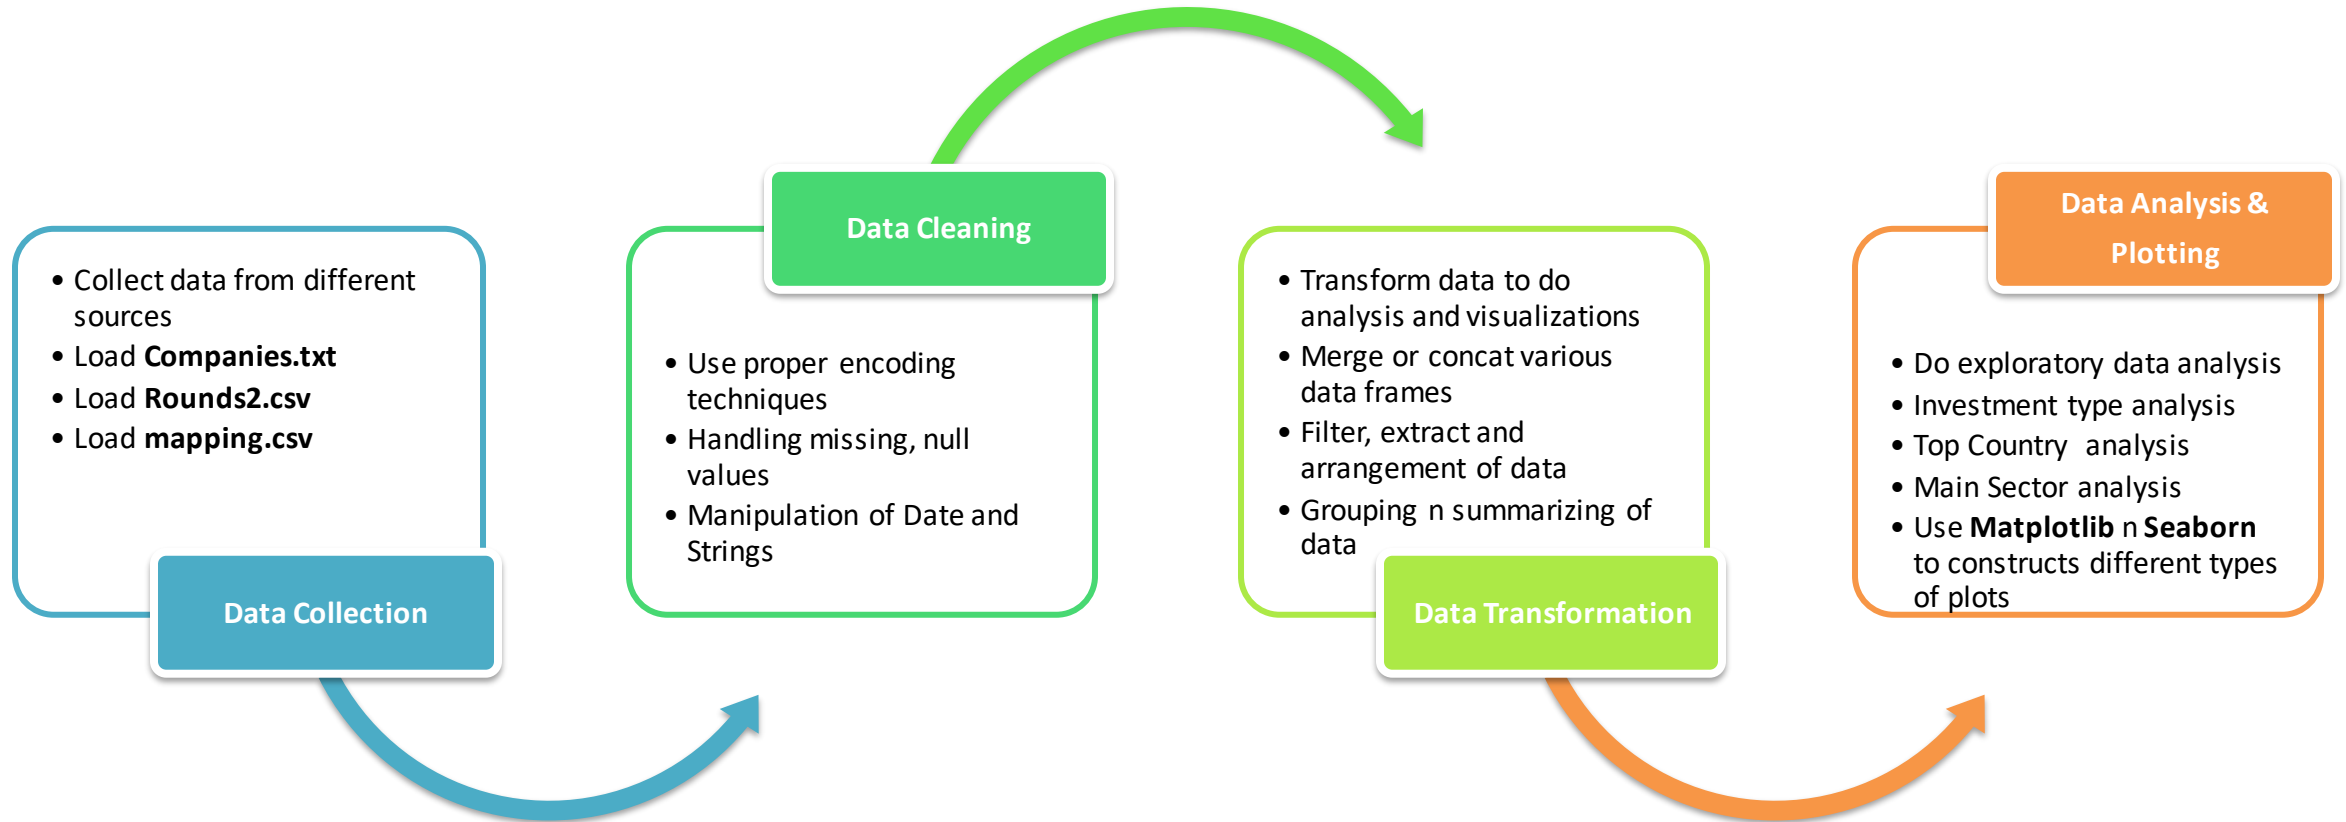 • Collect data from different
sources
• Load Companies.txt
• Load Rounds2.csv
• Load mapping.csv
Data Collection
Data Cleaning
• Use proper encoding
techniques
• Handling missing, null
values
• Manipulation of Date and
Strings
• Transform data to do
analysis and visualizations
• Merge or concat various
data frames
• Filter, extract and
arrangement of data
• Grouping n summarizing of
data
Data Transformation
Data Analysis &
Plotting
• Do exploratory data analysis
• Investment type analysis
• Top Country analysis
• Main Sector analysis
• Use Matplotlib n Seaborn
to constructs different types
of plots